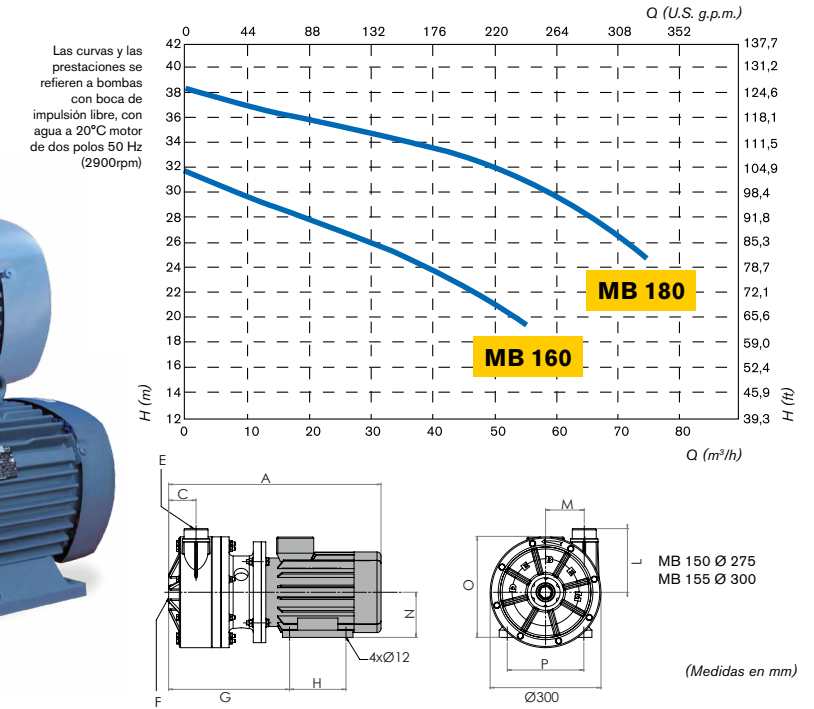 Q (U.S. g.p.m.)
0 44 88 132 176 220 264 308 352
Las curvas y las
prestaciones se
refieren a bombas
con boca de
impulsión libre, con
agua a 20°C motor
de dos polos 50 Hz
(2900rpm)
42 137,7
40 131,2
38 124,6
36 118,1
34 111,5
32 104,9
30 98,4
28 91,8
26 85,3
24 78,7
22 72,1
20 65,6
18 59,0
16 52,4
14 45,9
12 39,3
H (m)
H (ft)
MB 180
MB 160
0 10 20 30 40 50 60 70 80
Q (m³/h)
E
A
C
N
4xØ12
H
G
F
M
L
O
P
Ø300
MB 150 Ø 275
MB 155 Ø 300
(Medidas en mm)